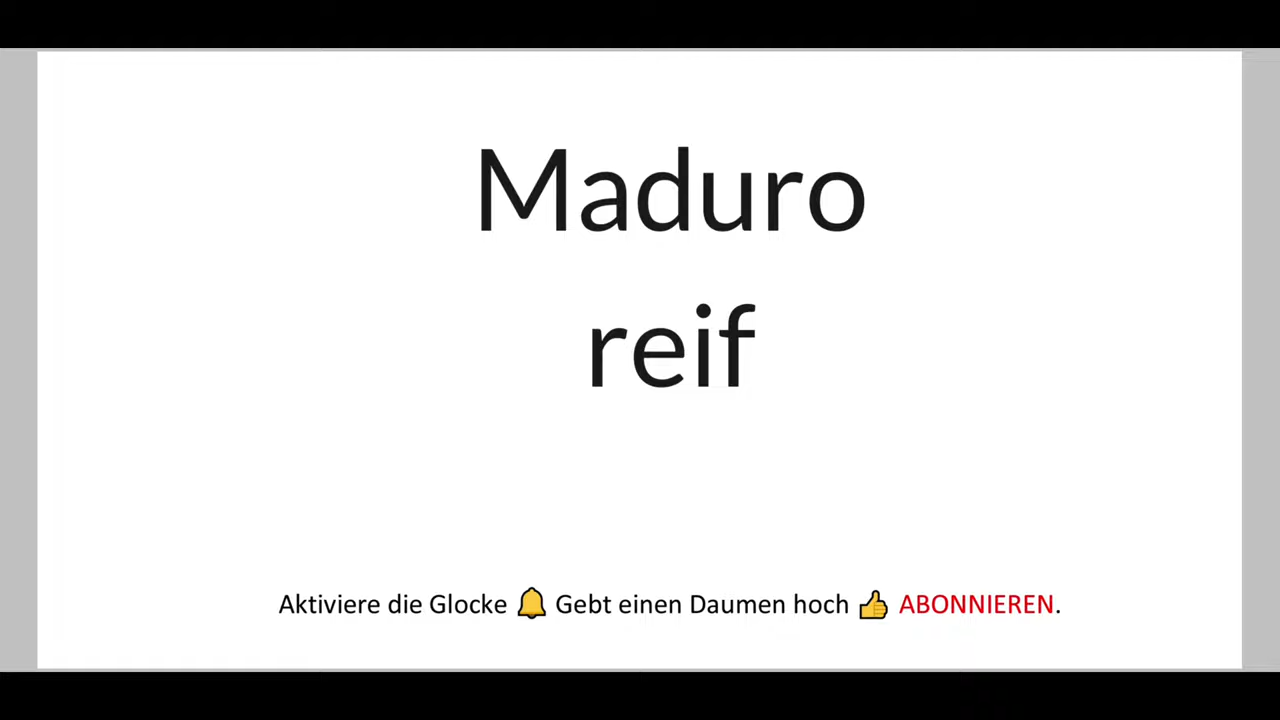 Maduro
reif
Aktiviere die Glocke 🔔 Gebt einen Daumen hoch 👍 ABONNIEREN.